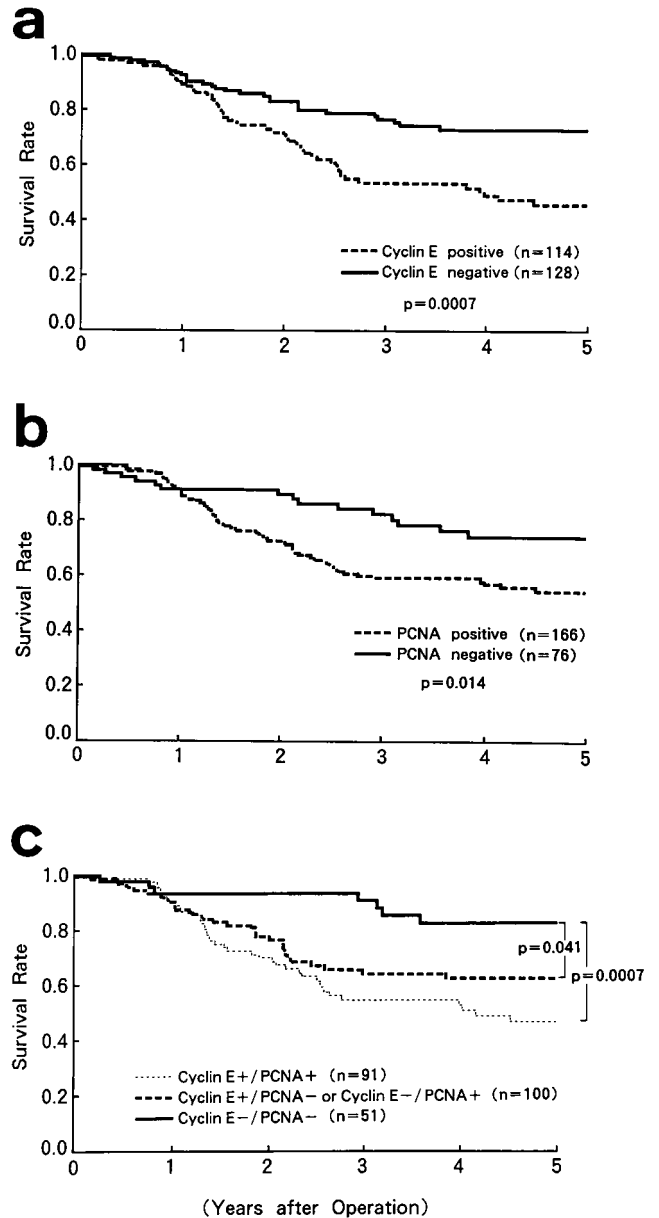 a
1.0
0.8
0.6
0.4
0.2
0.0
Survival Rate
Cyclin E positive (n=114)
Cyclin E negative (n=128)
p=0.0007
0 1 2 3 4 5
b
1.0
0.8
0.6
0.4
0.2
0.0
Survival Rate
PCNA positive (n=166)
PCNA negative (n=76)
p=0.014
0 1 2 3 4 5
c
1.0
0.8
0.6
0.4
0.2
0.0
Survival Rate
p=0.041
p=0.0007
Cyclin E+/PCNA+ (n=91)
Cyclin E+/PCNA- or Cyclin E-/PCNA+ (n=100)
Cyclin E-/PCNA- (n=51)
0 1 2 3 4 5
(Years after Operation)